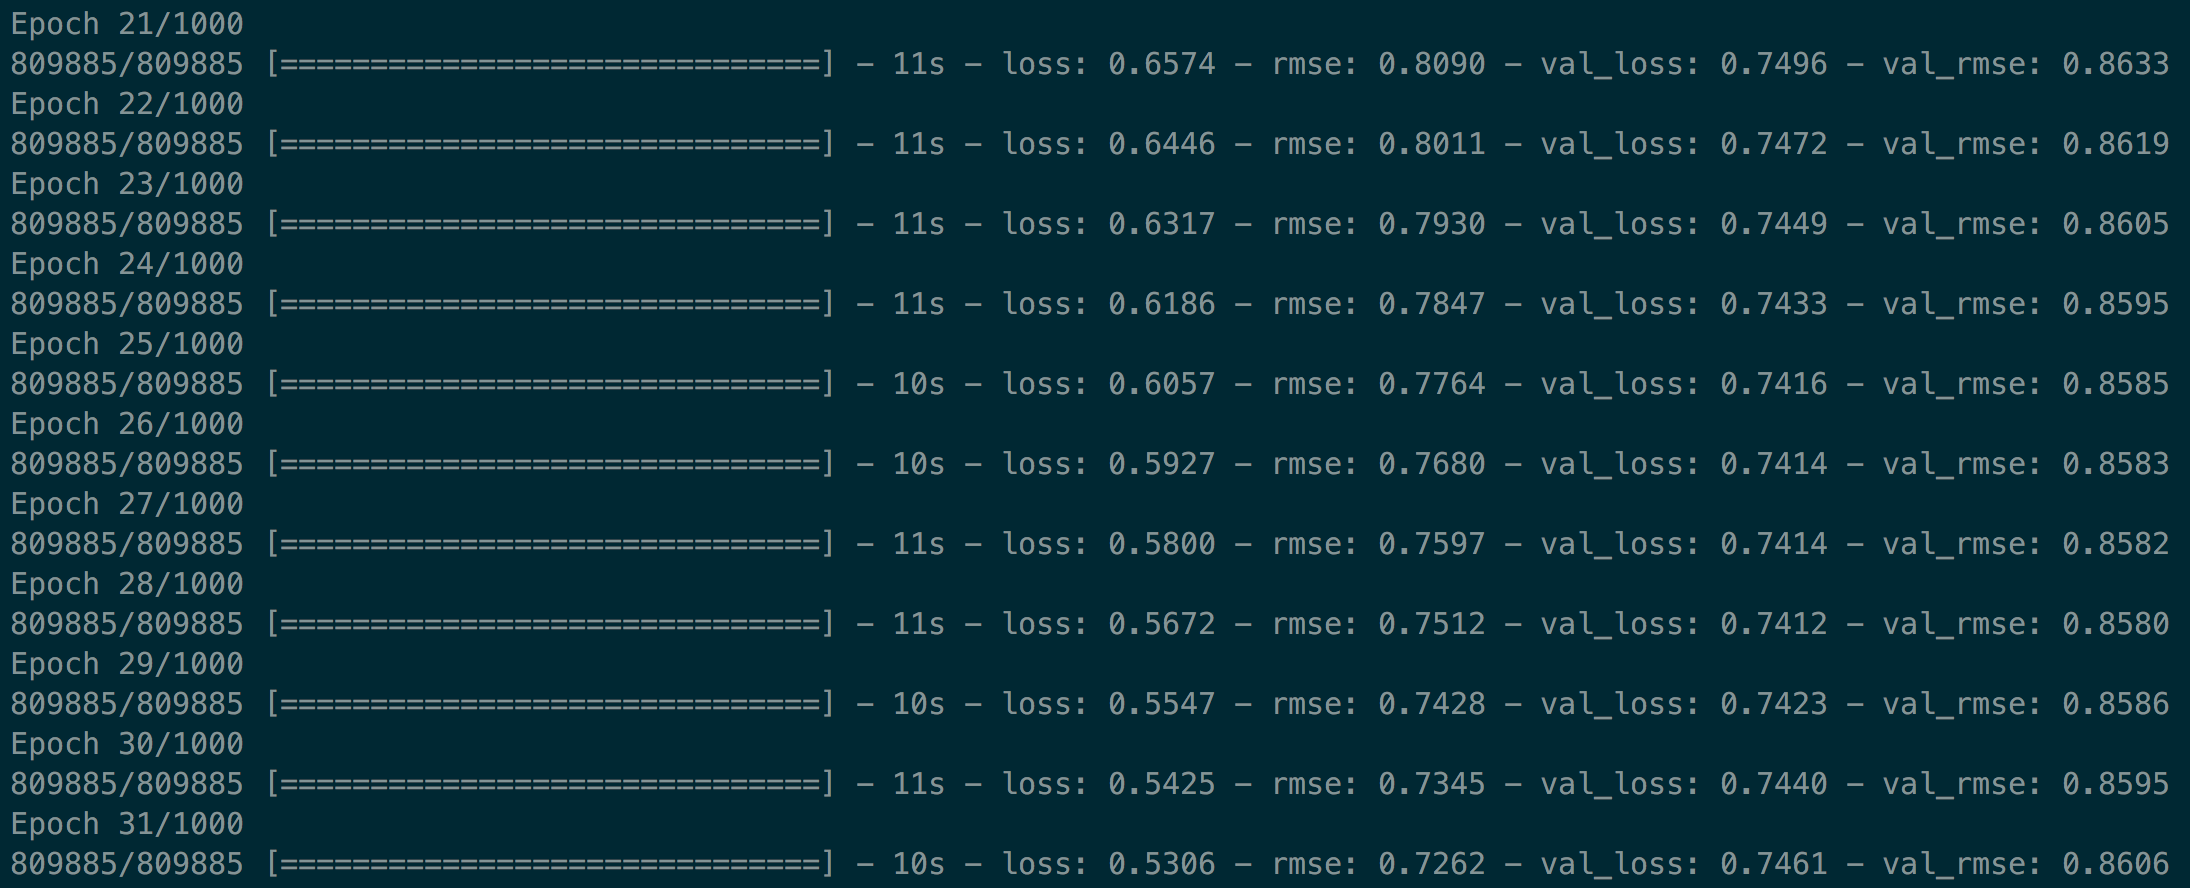 Epoch 21/1000
809885/809885 [==============================] - 11s - loss: 0.6574 - rmse: 0.8090 - val_loss: 0.7496 - val_rmse: 0.8633
Epoch 22/1000
809885/809885 [==============================] - 11s - loss: 0.6446 - rmse: 0.8011 - val_loss: 0.7472 - val_rmse: 0.8619
Epoch 23/1000
809885/809885 [==============================] - 11s - loss: 0.6317 - rmse: 0.7930 - val_loss: 0.7449 - val_rmse: 0.8605
Epoch 24/1000
809885/809885 [==============================] - 11s - loss: 0.6186 - rmse: 0.7847 - val_loss: 0.7433 - val_rmse: 0.8595
Epoch 25/1000
809885/809885 [==============================] - 10s - loss: 0.6057 - rmse: 0.7764 - val_loss: 0.7416 - val_rmse: 0.8585
Epoch 26/1000
809885/809885 [==============================] - 10s - loss: 0.5927 - rmse: 0.7680 - val_loss: 0.7414 - val_rmse: 0.8583
Epoch 27/1000
809885/809885 [==============================] - 11s - loss: 0.5800 - rmse: 0.7597 - val_loss: 0.7414 - val_rmse: 0.8582
Epoch 28/1000
809885/809885 [==============================] - 11s - loss: 0.5672 - rmse: 0.7512 - val_loss: 0.7412 - val_rmse: 0.8580
Epoch 29/1000
809885/809885 [==============================] - 10s - loss: 0.5547 - rmse: 0.7428 - val_loss: 0.7423 - val_rmse: 0.8586
Epoch 30/1000
809885/809885 [==============================] - 11s - loss: 0.5425 - rmse: 0.7345 - val_loss: 0.7440 - val_rmse: 0.8595
Epoch 31/1000
809885/809885 [==============================] - 10s - loss: 0.5306 - rmse: 0.7262 - val_loss: 0.7461 - val_rmse: 0.8606